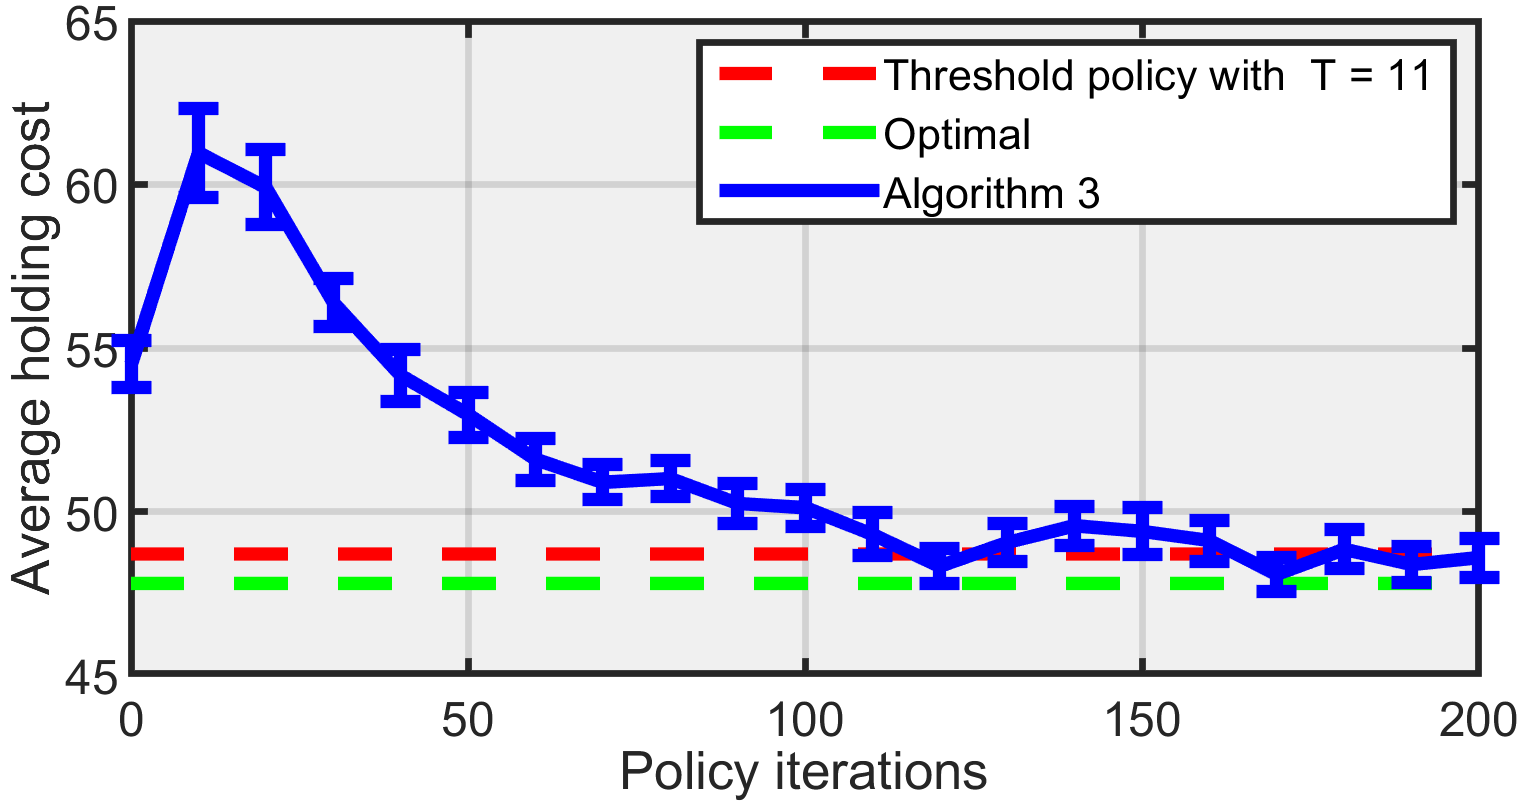 Average holding cost
65
60
55
50
45
Threshold policy with T = 11
Optimal
Algorithm 3
0 50 100 150 200
Policy iterations